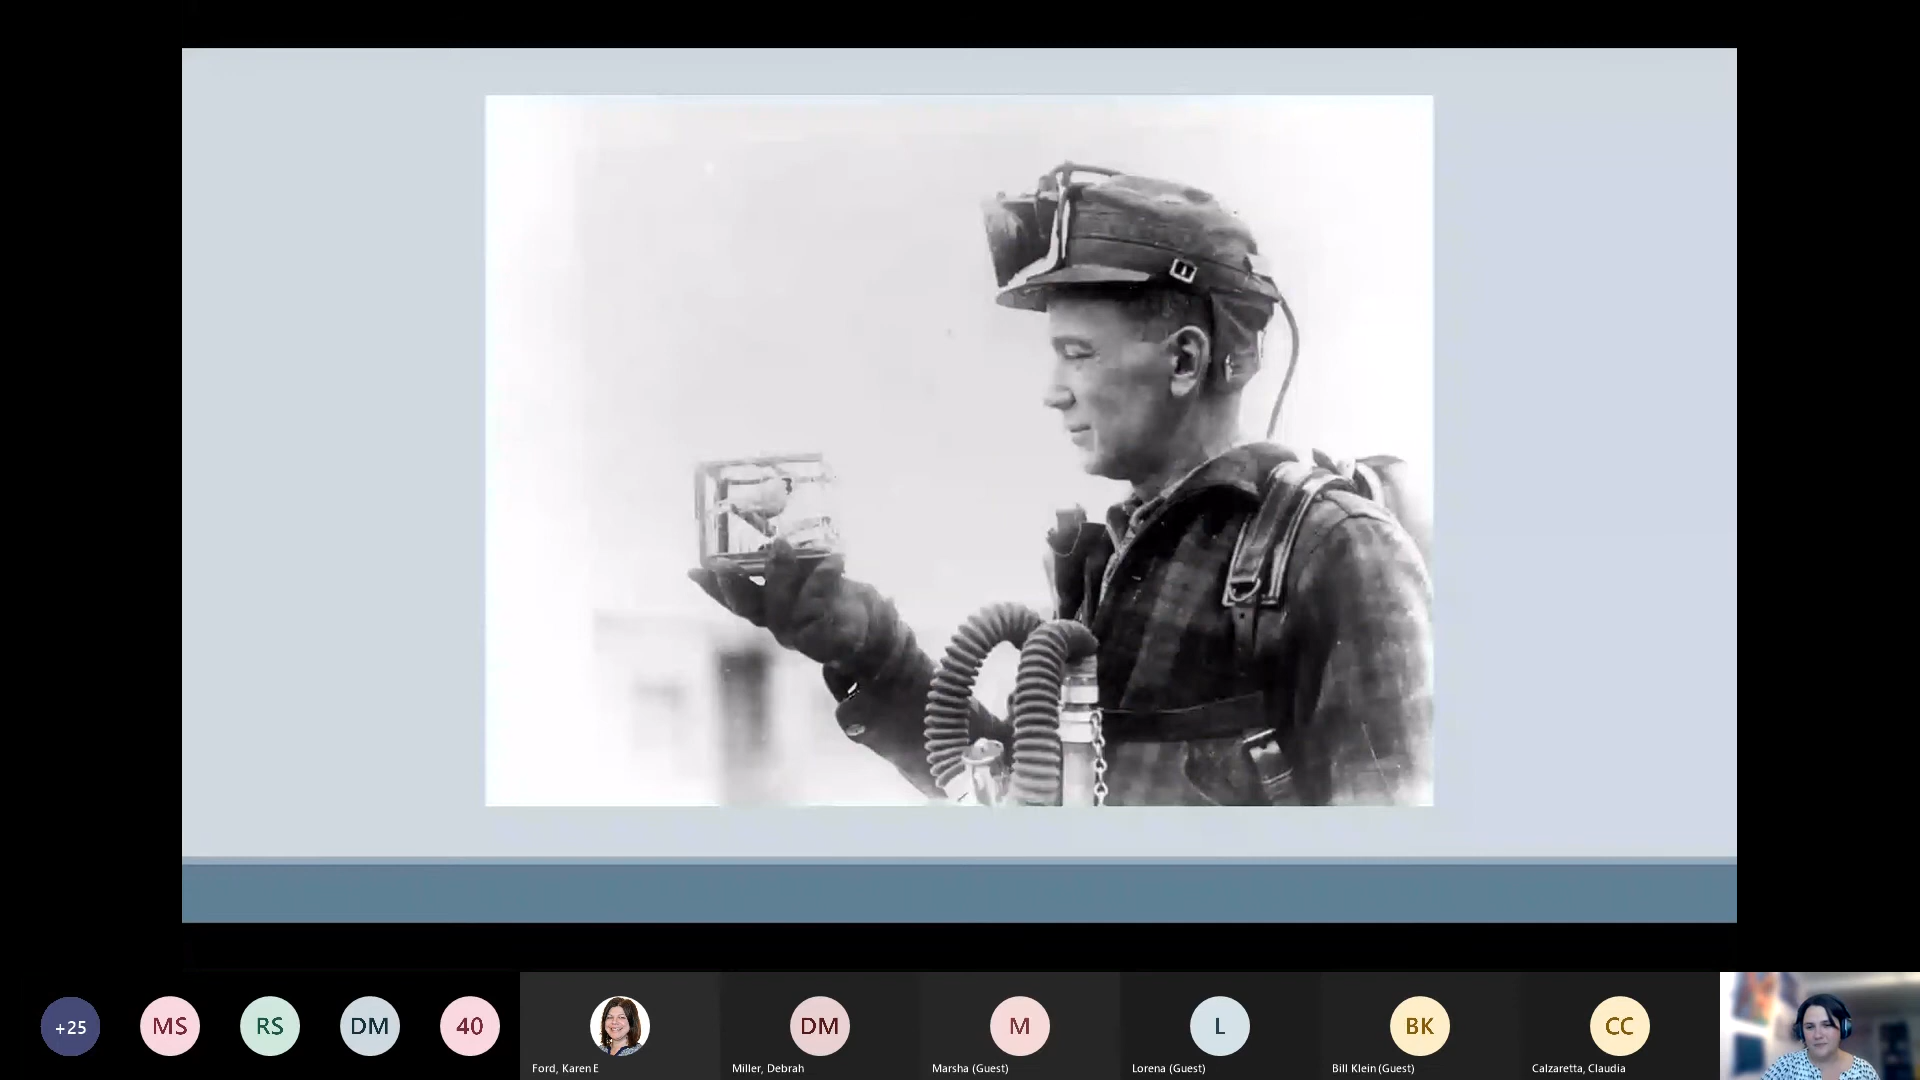 +25
MS
RS
DM
40
DM
M
L
BK
CC
Ford, Karen E
Miller, Debrah
Marsha (Guest)
Lorena (Guest)
Bill Klein (Guest)
Calzaretta, Claudia